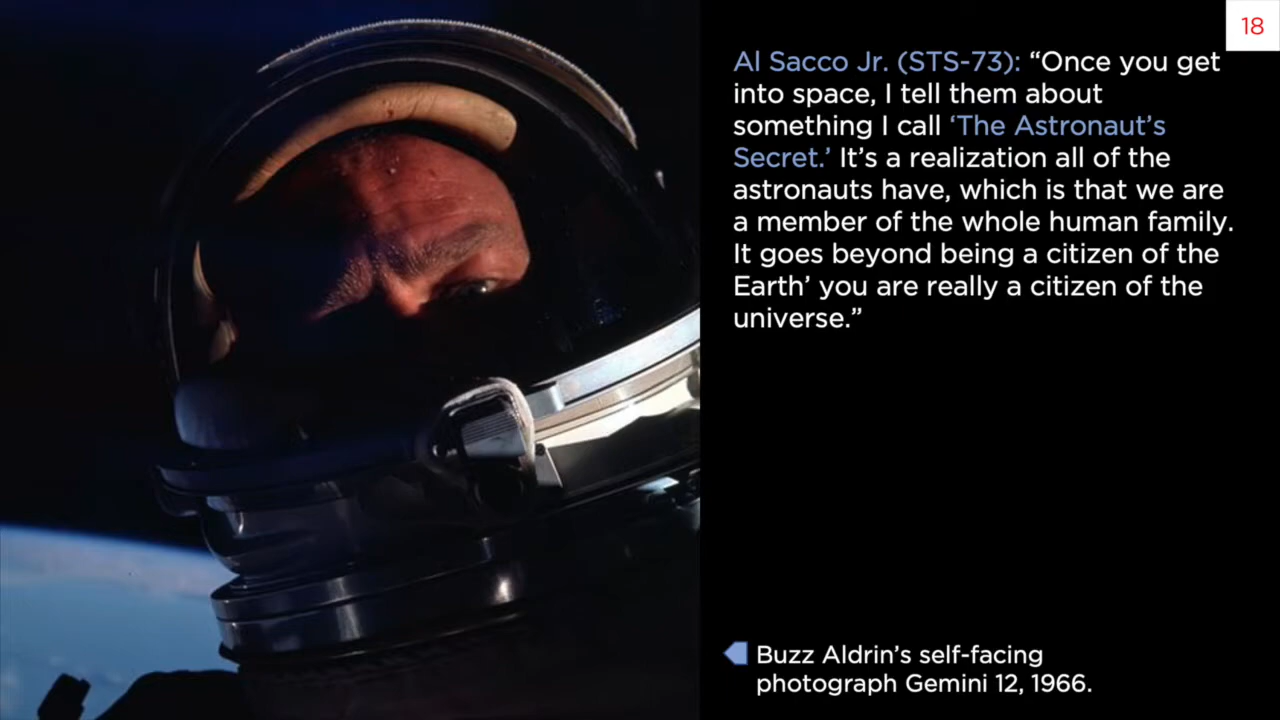 18
Al Sacco Jr. (STS-73): “Once you get
into space, I tell them about
something I call ‘The Astronaut’s
Secret.’ It’s a realization all of the
astronauts have, which is that we are
a member of the whole human family.
It goes beyond being a citizen of the
Earth’ you are really a citizen of the
universe.”
Buzz Aldrin’s self-facing
photograph Gemini 12, 1966.